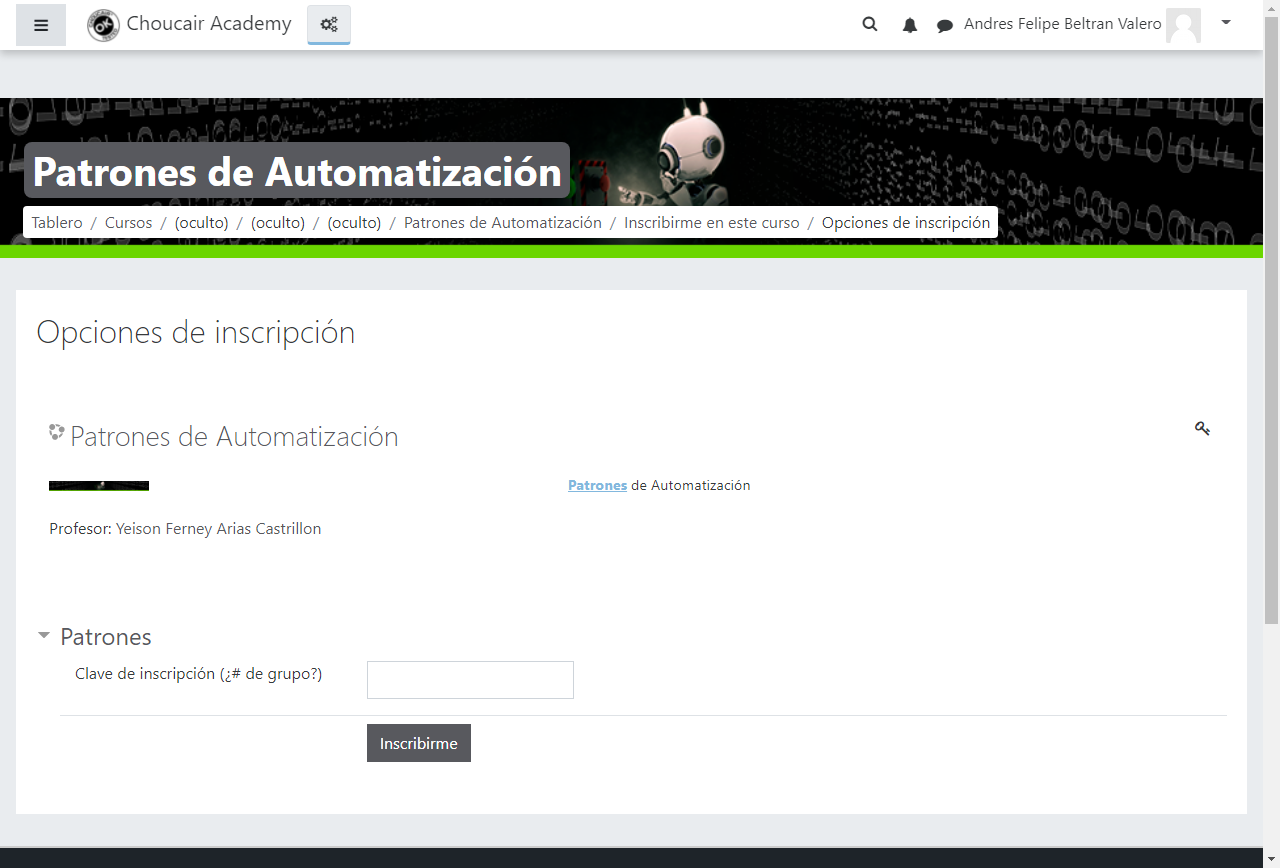 Choucair Academy
Andres Felipe Beltran Valero
Patrones de Automatización
Tablero / Cursos / (oculto) / (oculto) / (oculto) / Patrones de Automatización / Inscribirme en este curso / Opciones de inscripción
Opciones de inscripción
Patrones de Automatización
Patrones de Automatización
Profesor: Yeison Ferney Arias Castrillon
Patrones
Clave de inscripción (¿# de grupo?)
Inscribirme